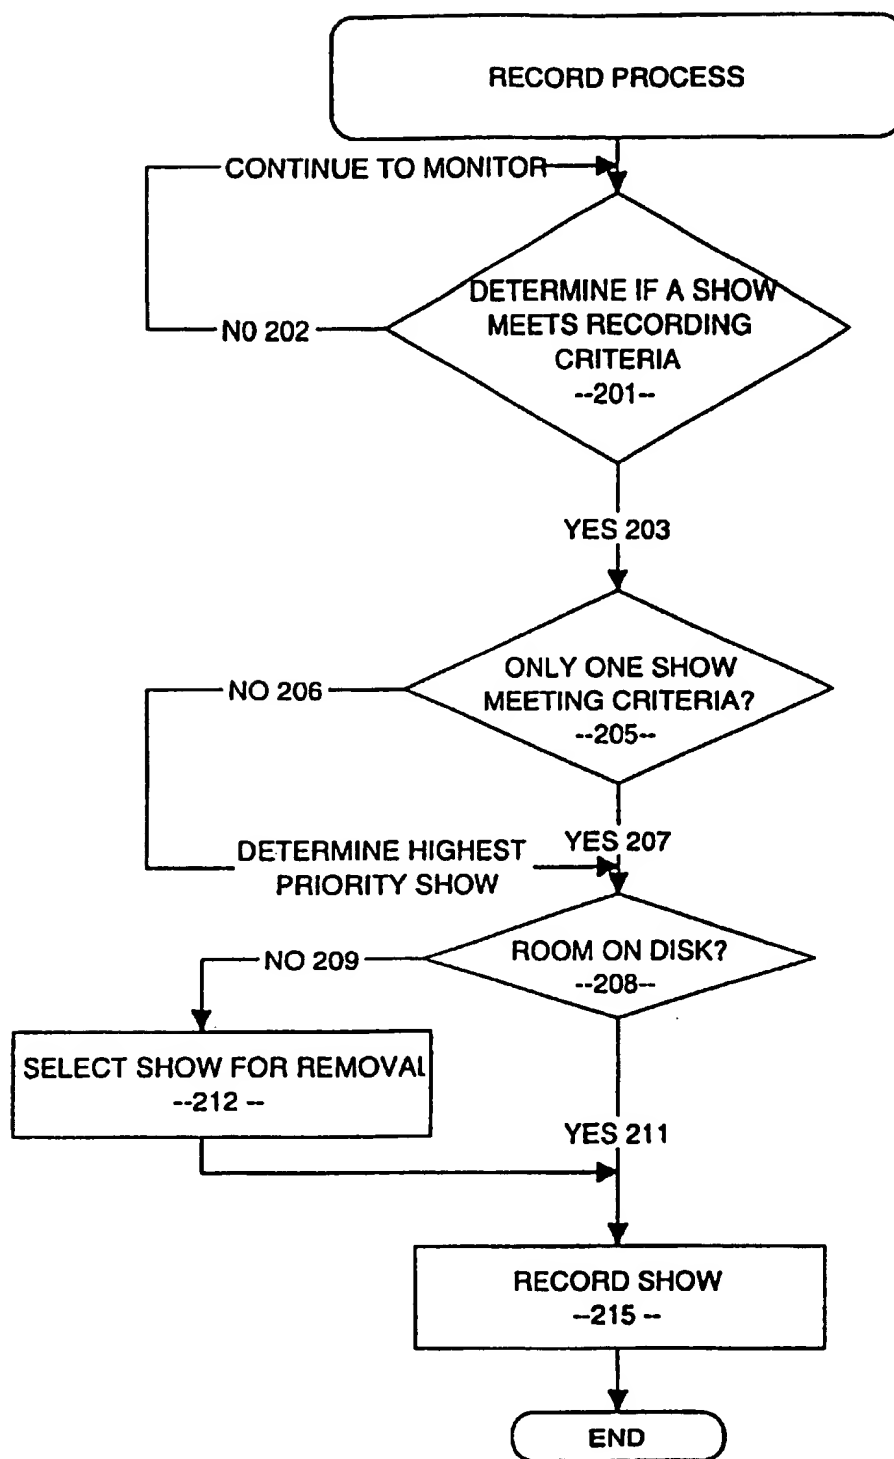 RECORD PROCESS
CONTINUE TO MONITOR
DETERMINE IF A SHOW
MEETS RECORDING
CRITERIA
--201--
N0 202
YES 203
ONLY ONE SHOW
MEETING CRITERIA?
--205--
NO 206
YES 207
DETERMINE HIGHEST
PRIORITY SHOW
ROOM ON DISK?
--208--
NO 209
SELECT SHOW FOR REMOVAL
--212 --
YES 211
RECORD SHOW
--215 --
END